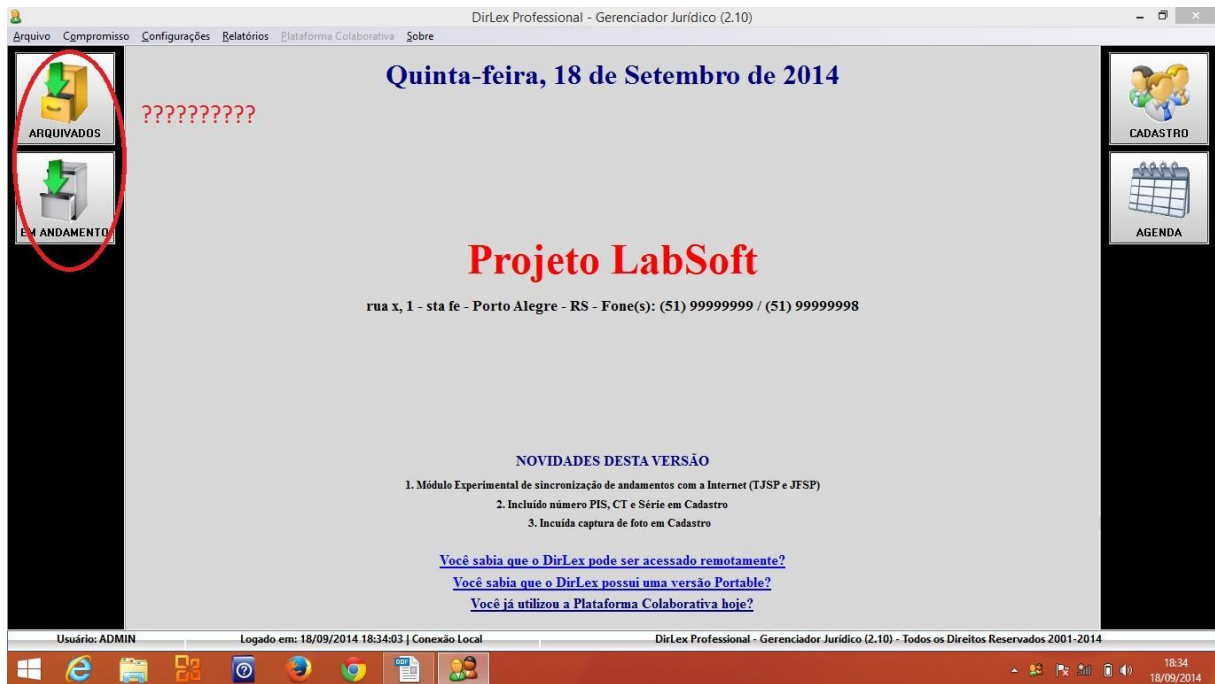 DirLex Professional - Gerenciador Jurídico (2.10)
Arquivo Compromisso Configurações Relatórios Plataforma Colaborativa Sobre
Quinta-feira, 18 de Setembro de 2014
??????????
ARQUIVADOS
EM ANDAMENTO
CADASTRO
AGENDA
Projeto LabSoft
rua x, 1 - sta fe - Porto Alegre - RS - Fone(s): (51) 99999999 / (51) 99999998
NOVIDADES DESTA VERSÃO
1. Módulo Experimental de sincronização de andamentos com a Internet (TJSP e JFSP)
2. Incluído número PIS, CT e Série em Cadastro
3. Incuída captura de foto em Cadastro
Você sabia que o DirLex pode ser acessado remotamente?
Você sabia que o DirLex possui uma versão Portable?
Você já utilizou a Plataforma Colaborativa hoje?
Usuário: ADMIN Logado em: 18/09/2014 18:34:03 | Conexão Local DirLex Professional - Gerenciador Jurídico (2.10) - Todos os Direitos Reservados 2001-2014
ODF
18:34
18/09/2014